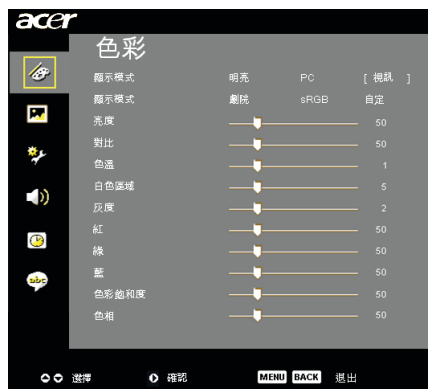 acer
色彩
顯示模式 明亮 PC [ 視訊 ]
顯示模式 劇院 sRGB 自定
亮度 50
對比 50
色溫 1
白色區域 5
灰度 2
紅 50
綠 50
藍 50
色彩飽和度 50
色相 50
abc
選擇 確認 MENU BACK 退出